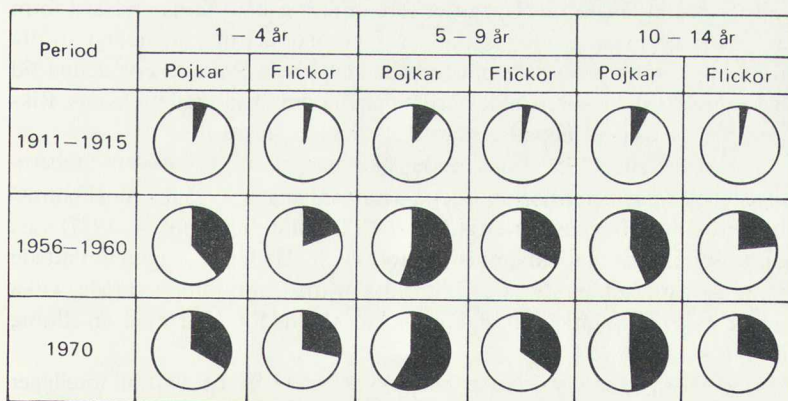 Period
1 – 4 år
5 – 9 år
10 – 14 år
Pojkar
Flickor
Pojkar
Flickor
Pojkar
Flickor
1911–1915
1956–1960
1970